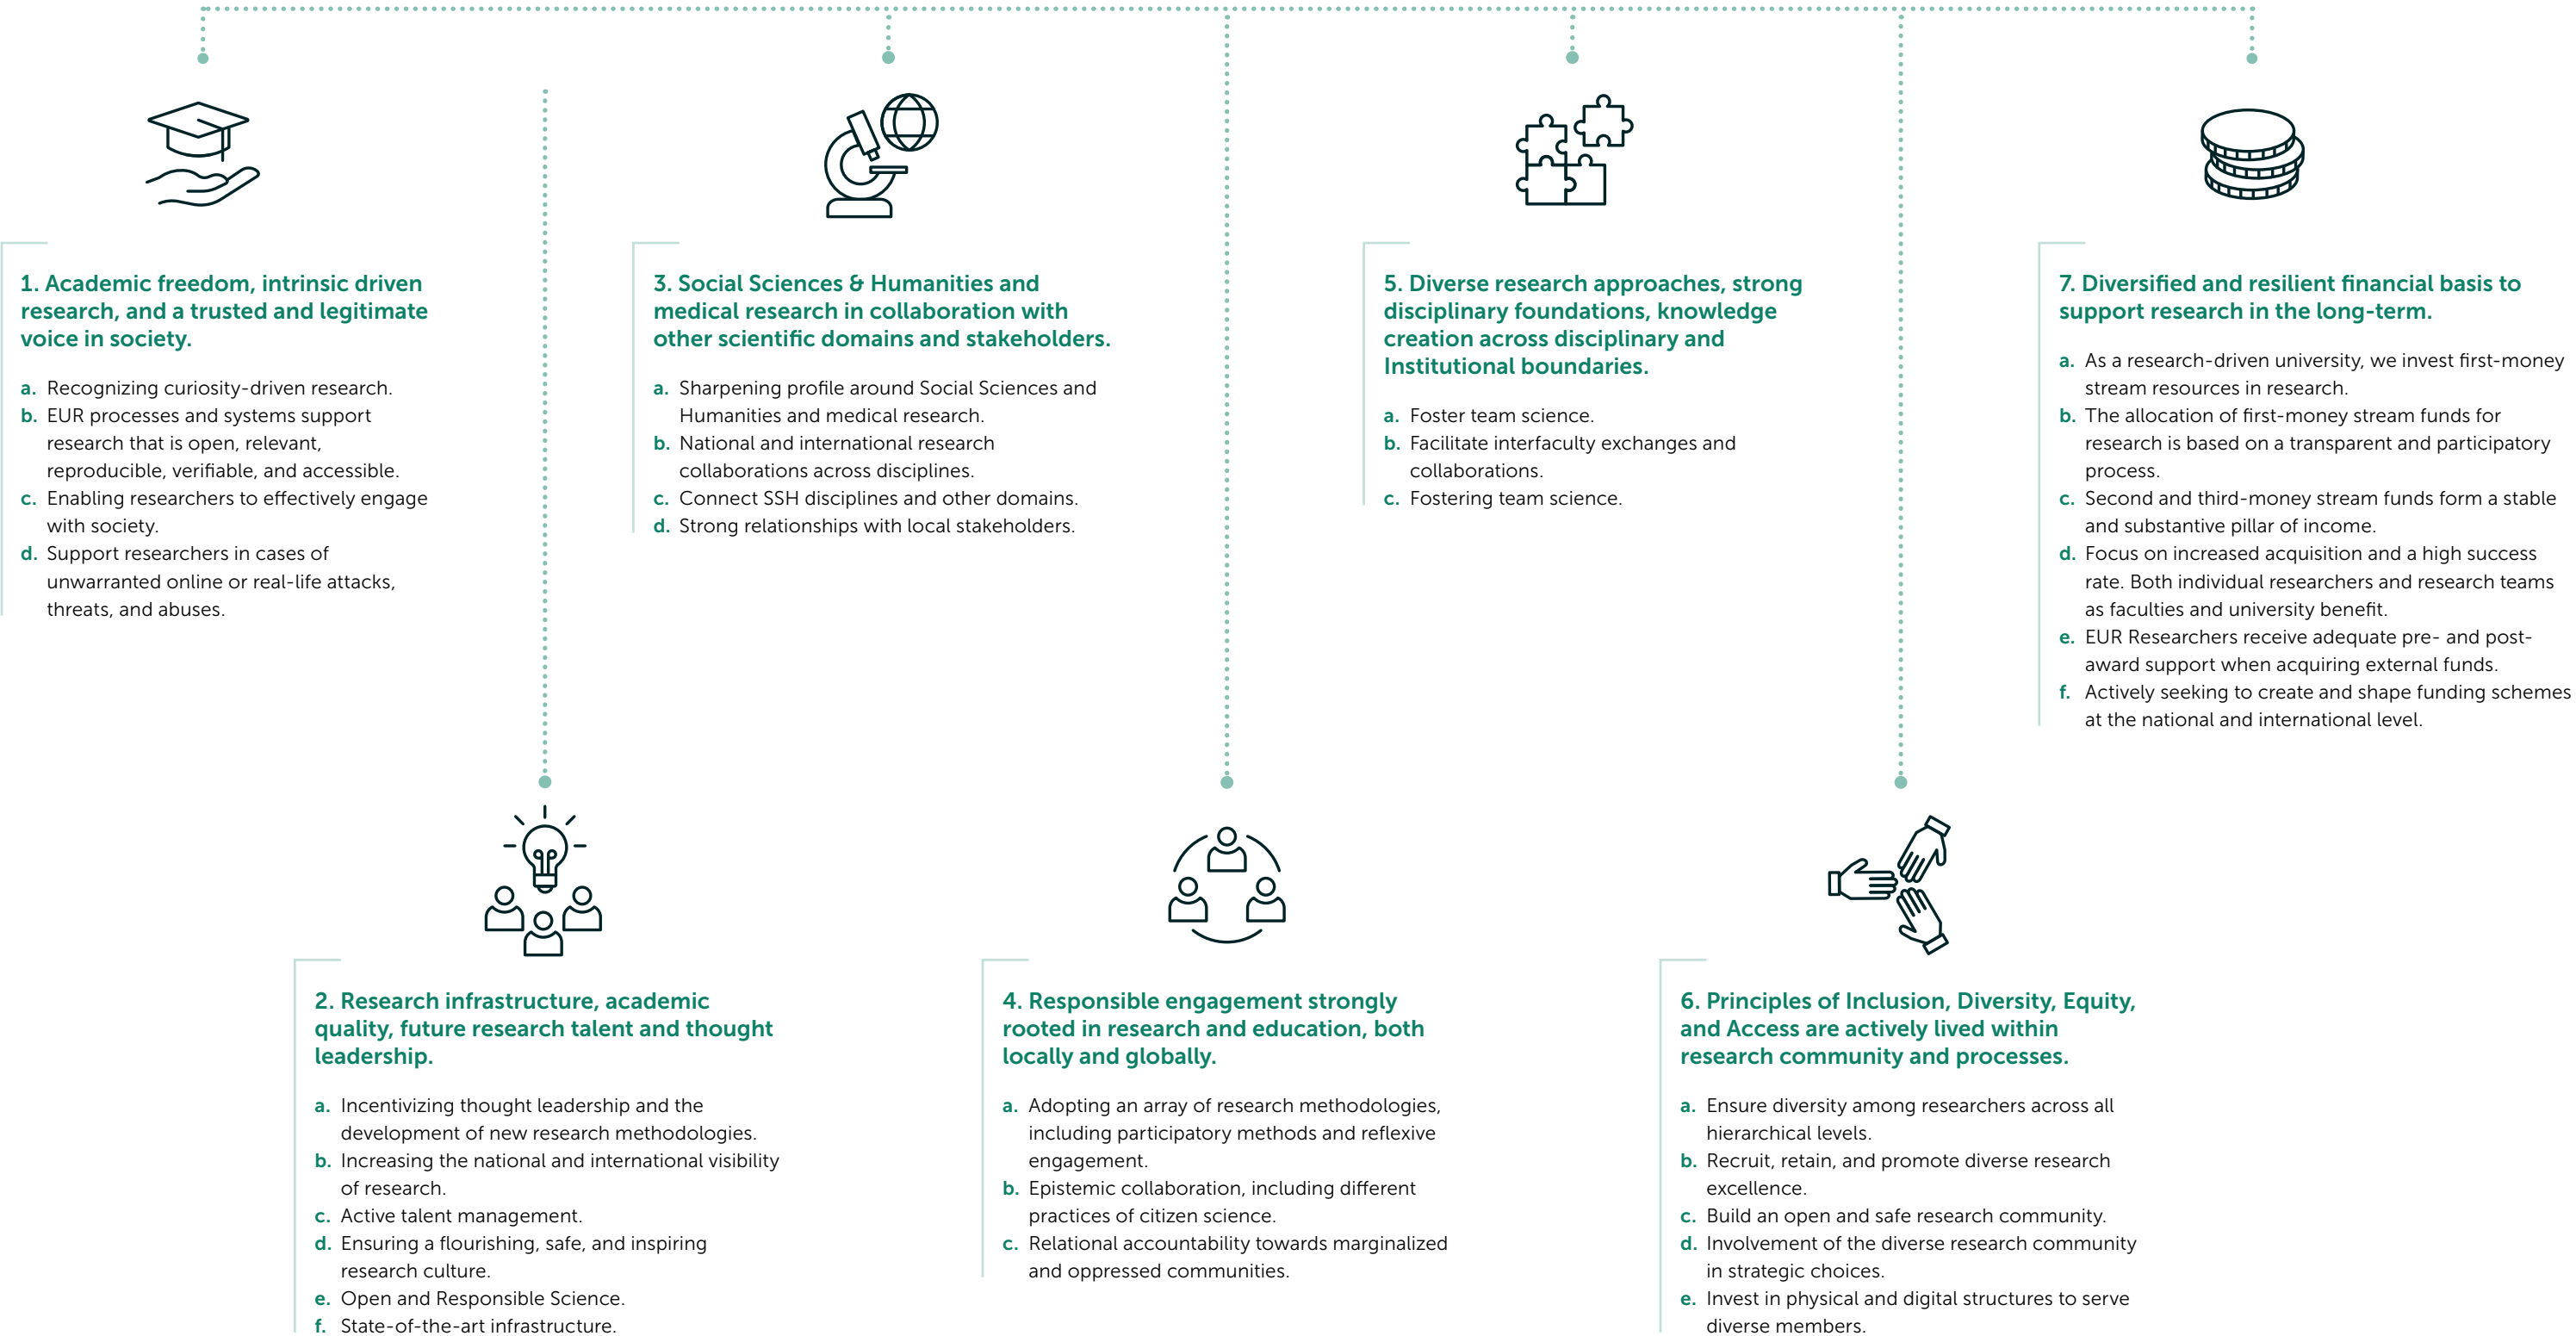 1. Academic freedom, intrinsic driven
research, and a trusted and legitimate
voice in society.
a. Recognizing curiosity-driven research.
b. EUR processes and systems support
research that is open, relevant,
reproducible, verifiable, and accessible.
c. Enabling researchers to effectively engage
with society.
d. Support researchers in cases of
unwarranted online or real-life attacks,
threats, and abuses.
3. Social Sciences & Humanities and
medical research in collaboration with
other scientific domains and stakeholders.
a. Sharpening profile around Social Sciences and
Humanities and medical research.
b. National and international research
collaborations across disciplines.
c. Connect SSH disciplines and other domains.
d. Strong relationships with local stakeholders.
5. Diverse research approaches, strong
disciplinary foundations, knowledge
creation across disciplinary and
Institutional boundaries.
a. Foster team science.
b. Facilitate interfaculty exchanges and
collaborations.
c. Fostering team science.
7. Diversified and resilient financial basis to
support research in the long-term.
a. As a research-driven university, we invest first-money
stream resources in research.
b. The allocation of first-money stream funds for
research is based on a transparent and participatory
process.
c. Second and third-money stream funds form a stable
and substantive pillar of income.
d. Focus on increased acquisition and a high success
rate. Both individual researchers and research teams
as faculties and university benefit.
e. EUR Researchers receive adequate pre- and post-
award support when acquiring external funds.
f. Actively seeking to create and shape funding schemes
at the national and international level.
2. Research infrastructure, academic
quality, future research talent and thought
leadership.
a. Incentivizing thought leadership and the
development of new research methodologies.
b. Increasing the national and international visibility
of research.
c. Active talent management.
d. Ensuring a flourishing, safe, and inspiring
research culture.
e. Open and Responsible Science.
f. State-of-the-art infrastructure.
4. Responsible engagement strongly
rooted in research and education, both
locally and globally.
a. Adopting an array of research methodologies,
including participatory methods and reflexive
engagement.
b. Epistemic collaboration, including different
practices of citizen science.
c. Relational accountability towards marginalized
and oppressed communities.
6. Principles of Inclusion, Diversity, Equity,
and Access are actively lived within
research community and processes.
a. Ensure diversity among researchers across all
hierarchical levels.
b. Recruit, retain, and promote diverse research
excellence.
c. Build an open and safe research community.
d. Involvement of the diverse research community
in strategic choices.
e. Invest in physical and digital structures to serve
diverse members.